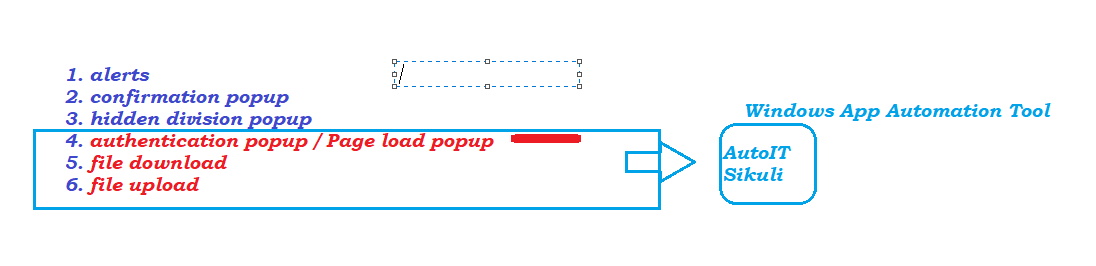 1. alerts
2. confirmation popup
3. hidden division popup
4. authentication popup / Page load popup
5. file download
6. file upload
Windows App Automation Tool
AutoIT
Sikuli